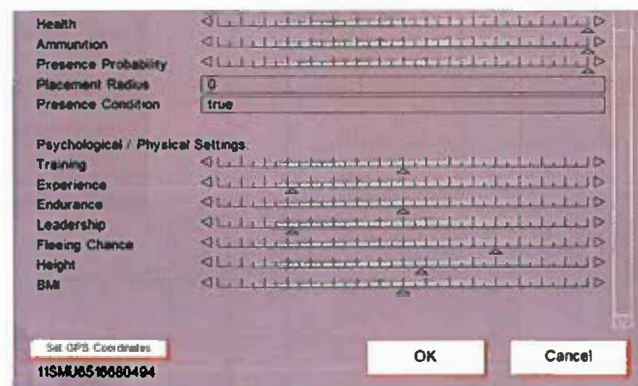 Health
Ammunition
Presence Probability
Placement Radius 0
Presence Condition true
Psychological / Physical Settings:
Training
Experience
Endurance
Leadership
Fleeing Chance
Height
BMI
Set GPS Coordinates
11SMU6516680494
OK Cancel